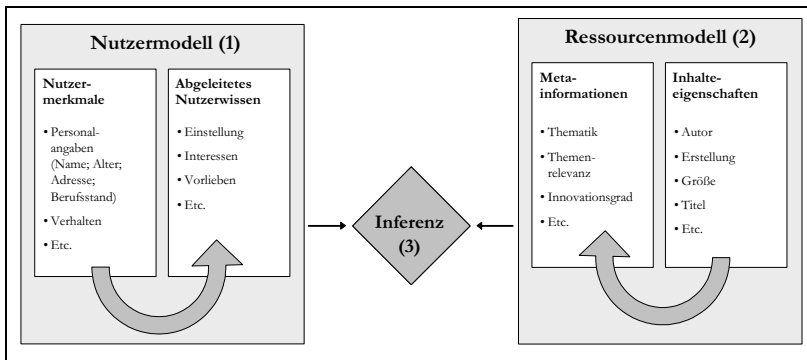 Nutzermodell (1)
Nutzer-
merkmale
• Personal-
angaben
(Name; Alter;
Adresse;
Berufsstand)
• Verhalten
• Etc.
Abgeleitetes
Nutzerwissen
• Einstellung
• Interessen
• Vorlieben
• Etc.
Inferenz
(3)
Ressourcenmodell (2)
Meta-
informationen
• Thematik
• Themen-
relevanz
• Innovationsgrad
• Etc.
Inhalte-
eigenschaften
• Autor
• Erstellung
• Größe
• Titel
• Etc.